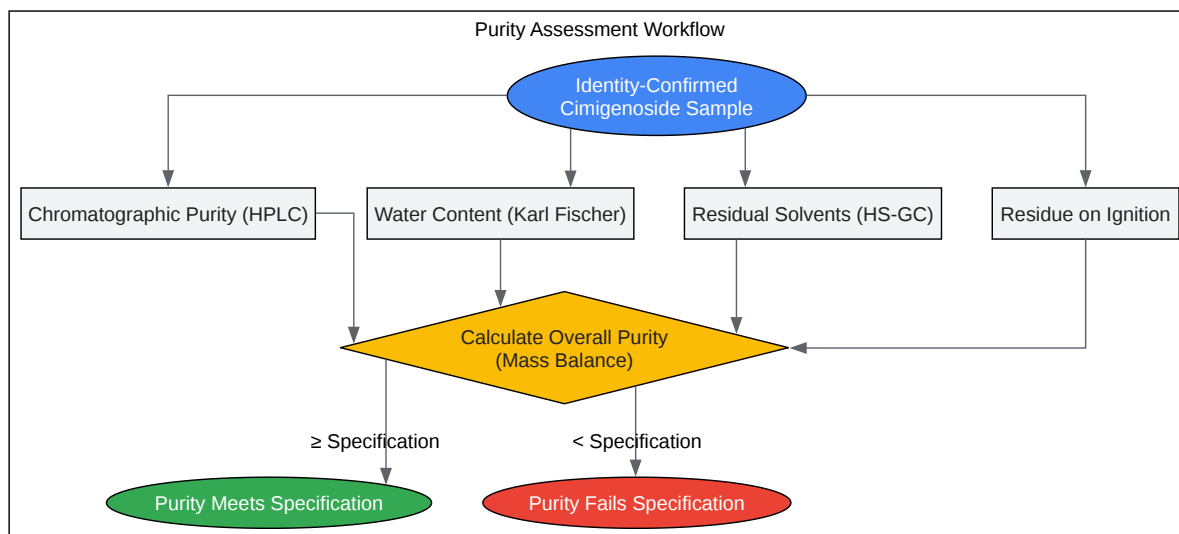 Purity Assessment Workflow
Identity-Confirmed
Cimigenoside Sample
Chromatographic Purity (HPLC)
Water Content (Karl Fischer)
Residual Solvents (HS-GC)
Residue on Ignition
Calculate Overall Purity
(Mass Balance)
≥ Specification
< Specification
Purity Meets Specification
Purity Fails Specification